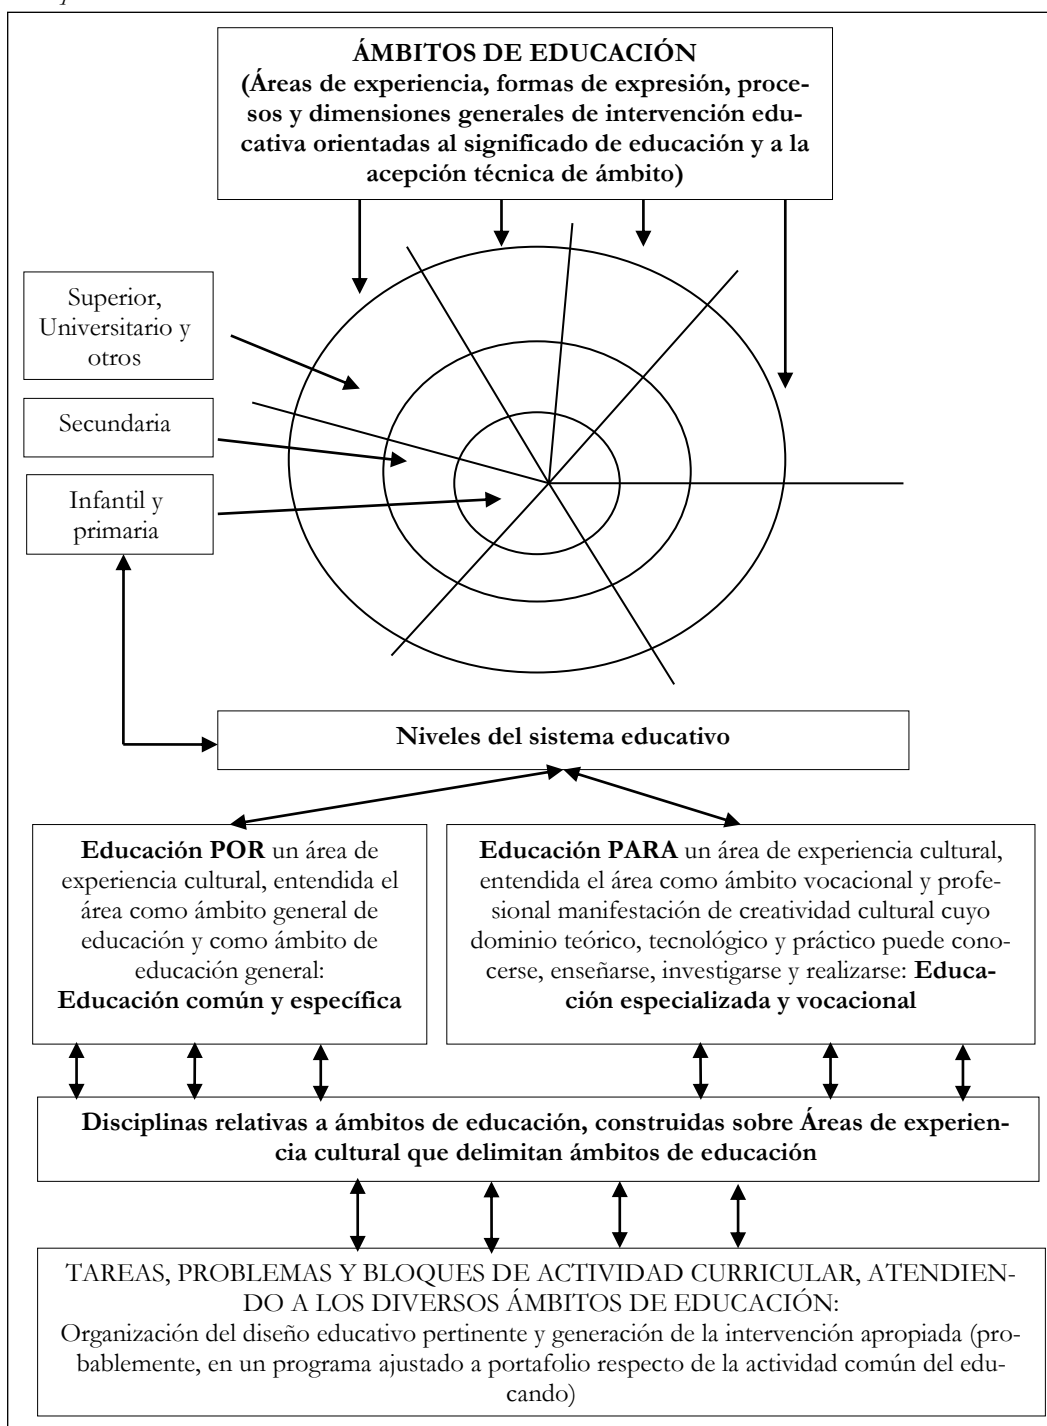 ÁMBITOS DE EDUCACIÓN
(Áreas de experiencia, formas de expresión, proce-
sos y dimensiones generales de intervención edu-
cativa orientadas al significado de educación y a la
acepción técnica de ámbito)
Superior,
Universitario y
otros
Secundaria
Infantil y
primaria
Niveles del sistema educativo
Educación POR un área de
experiencia cultural, entendida el
área como ámbito general de
educación y como ámbito de
educación general:
Educación común y específica
Educación PARA un área de experiencia cultural,
entendida el área como ámbito vocacional y profe-
sional manifestación de creatividad cultural cuyo
dominio teórico, tecnológico y práctico puede cono-
cerse, enseñarse, investigarse y realizarse: Educa-
ción especializada y vocacional
Disciplinas relativas a ámbitos de educación, construidas sobre Áreas de experien-
cia cultural que delimitan ámbitos de educación
TAREAS, PROBLEMAS Y BLOQUES DE ACTIVIDAD CURRICULAR, ATENDIEN-
DO A LOS DIVERSOS ÁMBITOS DE EDUCACIÓN:
Organización del diseño educativo pertinente y generación de la intervención apropiada (pro-
bablemente, en un programa ajustado a portafolio respecto de la actividad común del edu-
cando)